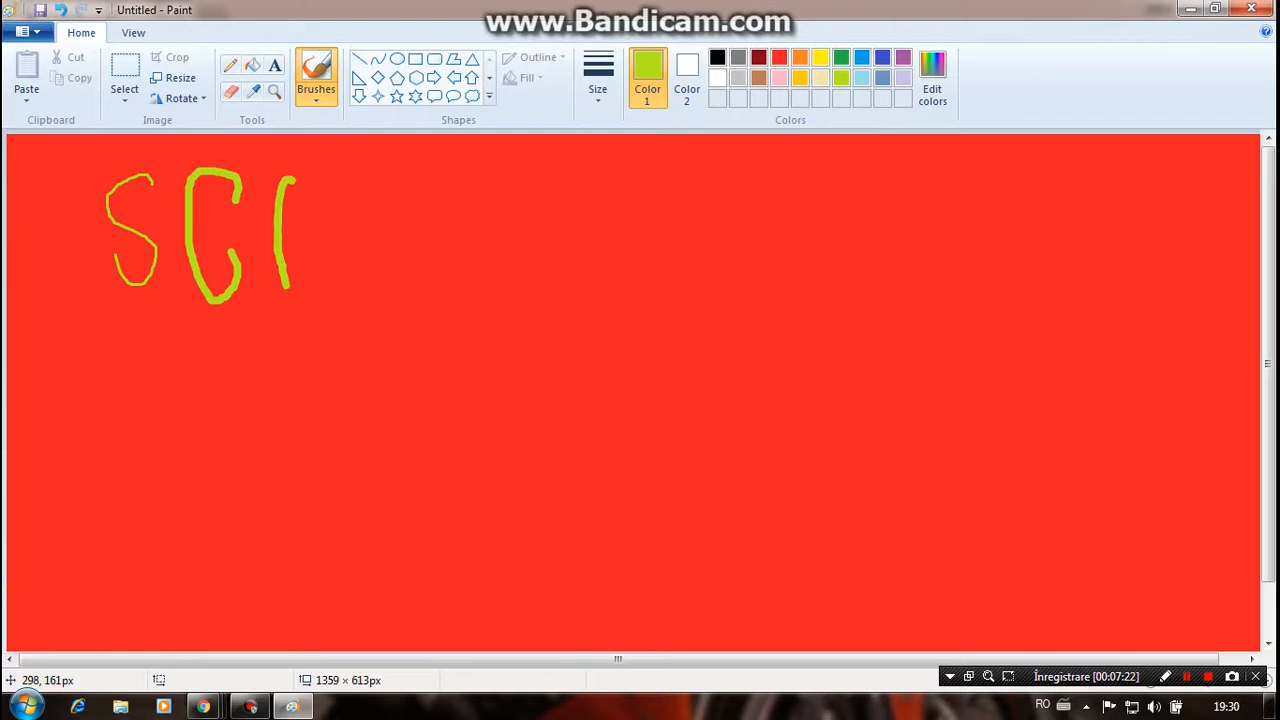 Untitled - Paint
www.Bandicam.com
Home View
Cut Crop Outline
Paste Copy Select Resize Brushes Fill Size Color 1 Color 2 Edit colors
Rotate
Clipboard Image Tools Shapes Colors
SC
298, 161px 1359 × 613px Înregistrare [00:07:22]
RO 19:30